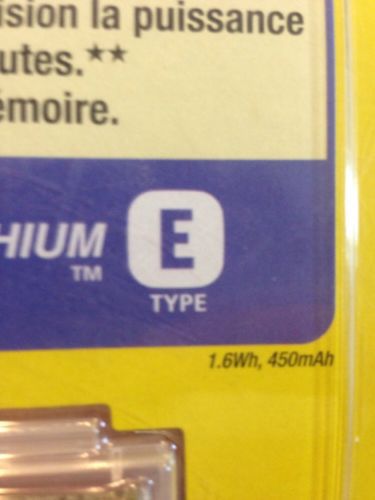 ision la puissance
utes.**
émoire.
HIUM
TM
E
TYPE
1.6Wh, 450mAh